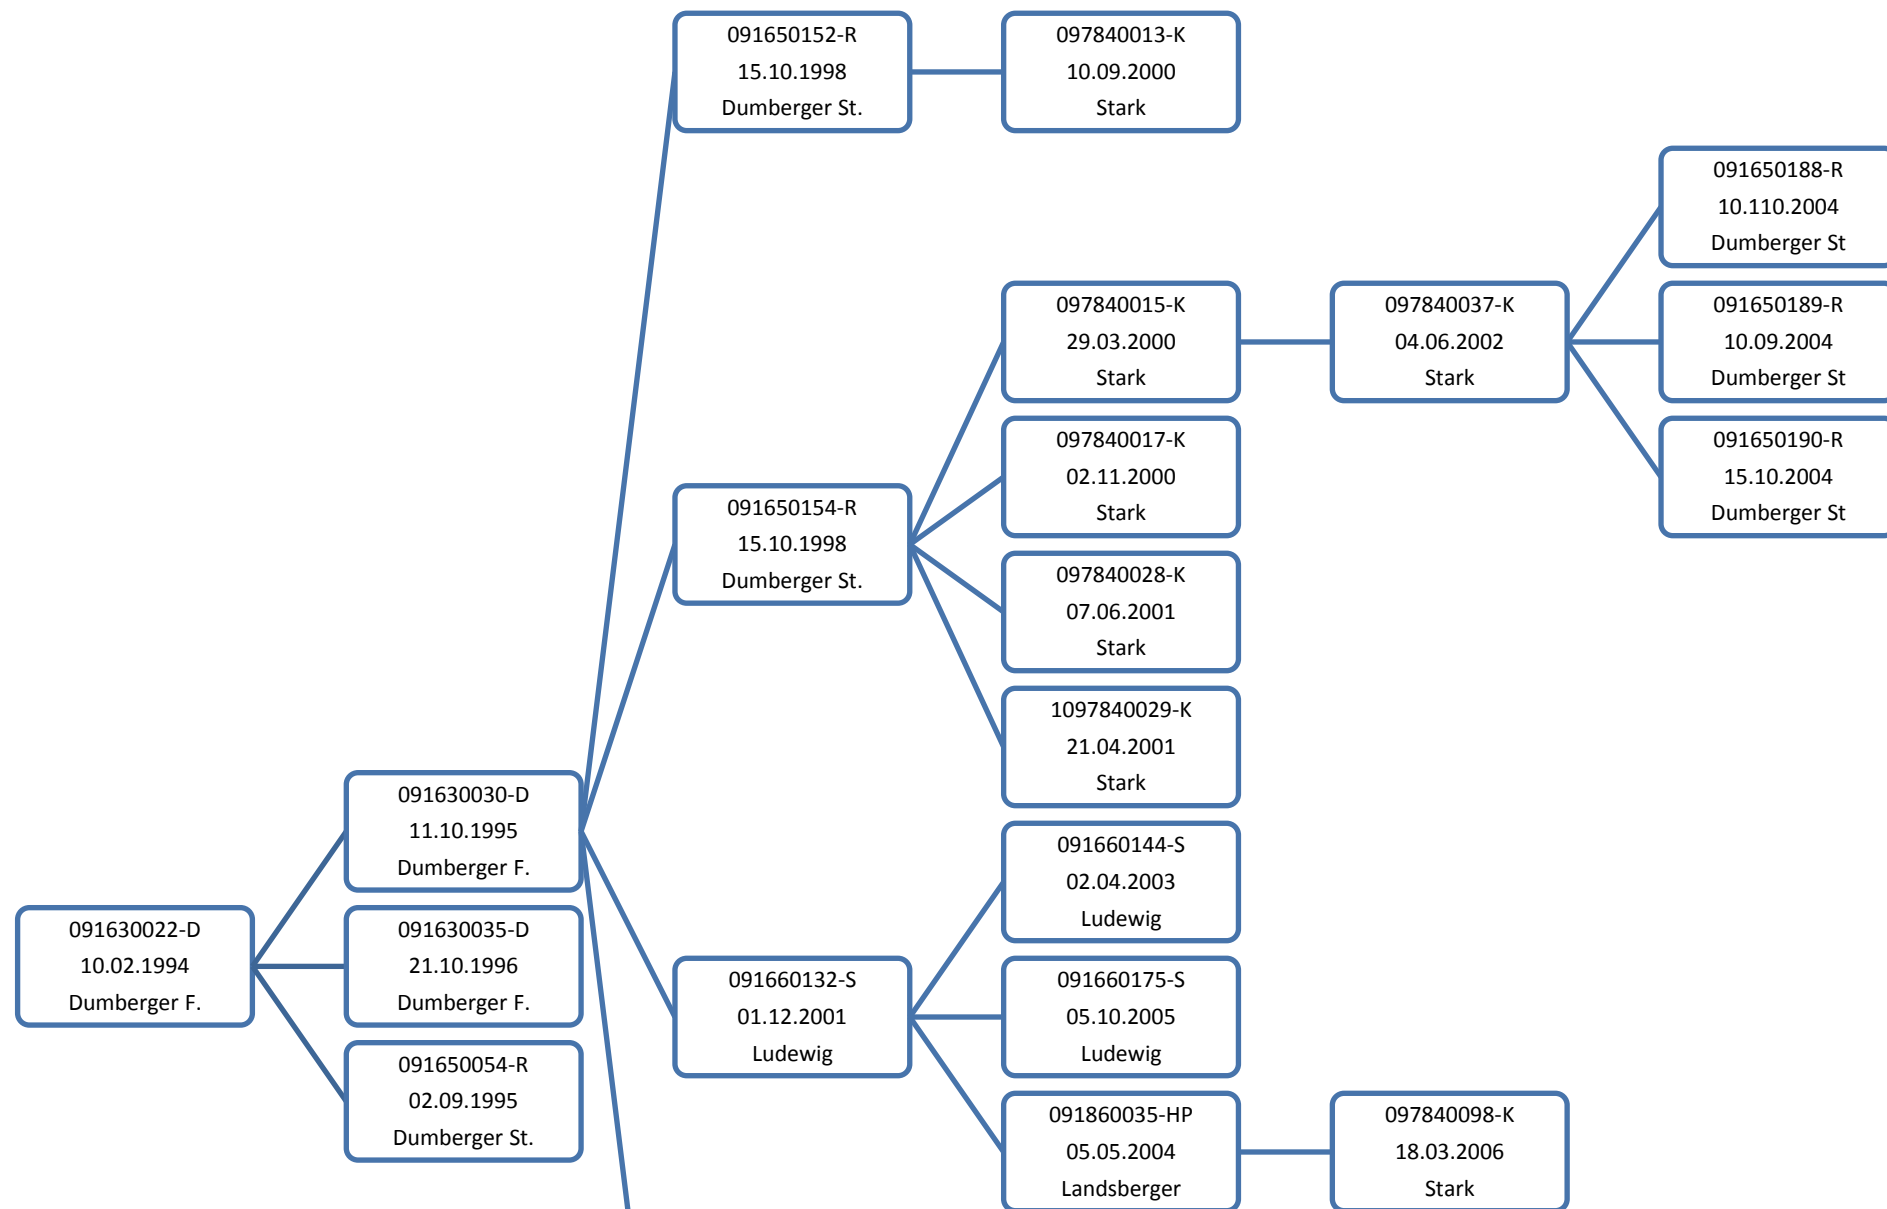 091650152-R
15.10.1998
Dumberger St.
097840013-K
10.09.2000
Stark
091650188-R
10.110.2004
Dumberger St
097840015-K
29.03.2000
Stark
097840037-K
04.06.2002
Stark
091650189-R
10.09.2004
Dumberger St
097840017-K
02.11.2000
Stark
091650190-R
15.10.2004
Dumberger St
091650154-R
15.10.1998
Dumberger St.
097840028-K
07.06.2001
Stark
1097840029-K
21.04.2001
Stark
091630030-D
11.10.1995
Dumberger F.
091660144-S
02.04.2003
Ludewig
091630022-D
10.02.1994
Dumberger F.
091630035-D
21.10.1996
Dumberger F.
091660132-S
01.12.2001
Ludewig
091660175-S
05.10.2005
Ludewig
091650054-R
02.09.1995
Dumberger St.
091860035-HP
05.05.2004
Landsberger
097840098-K
18.03.2006
Stark